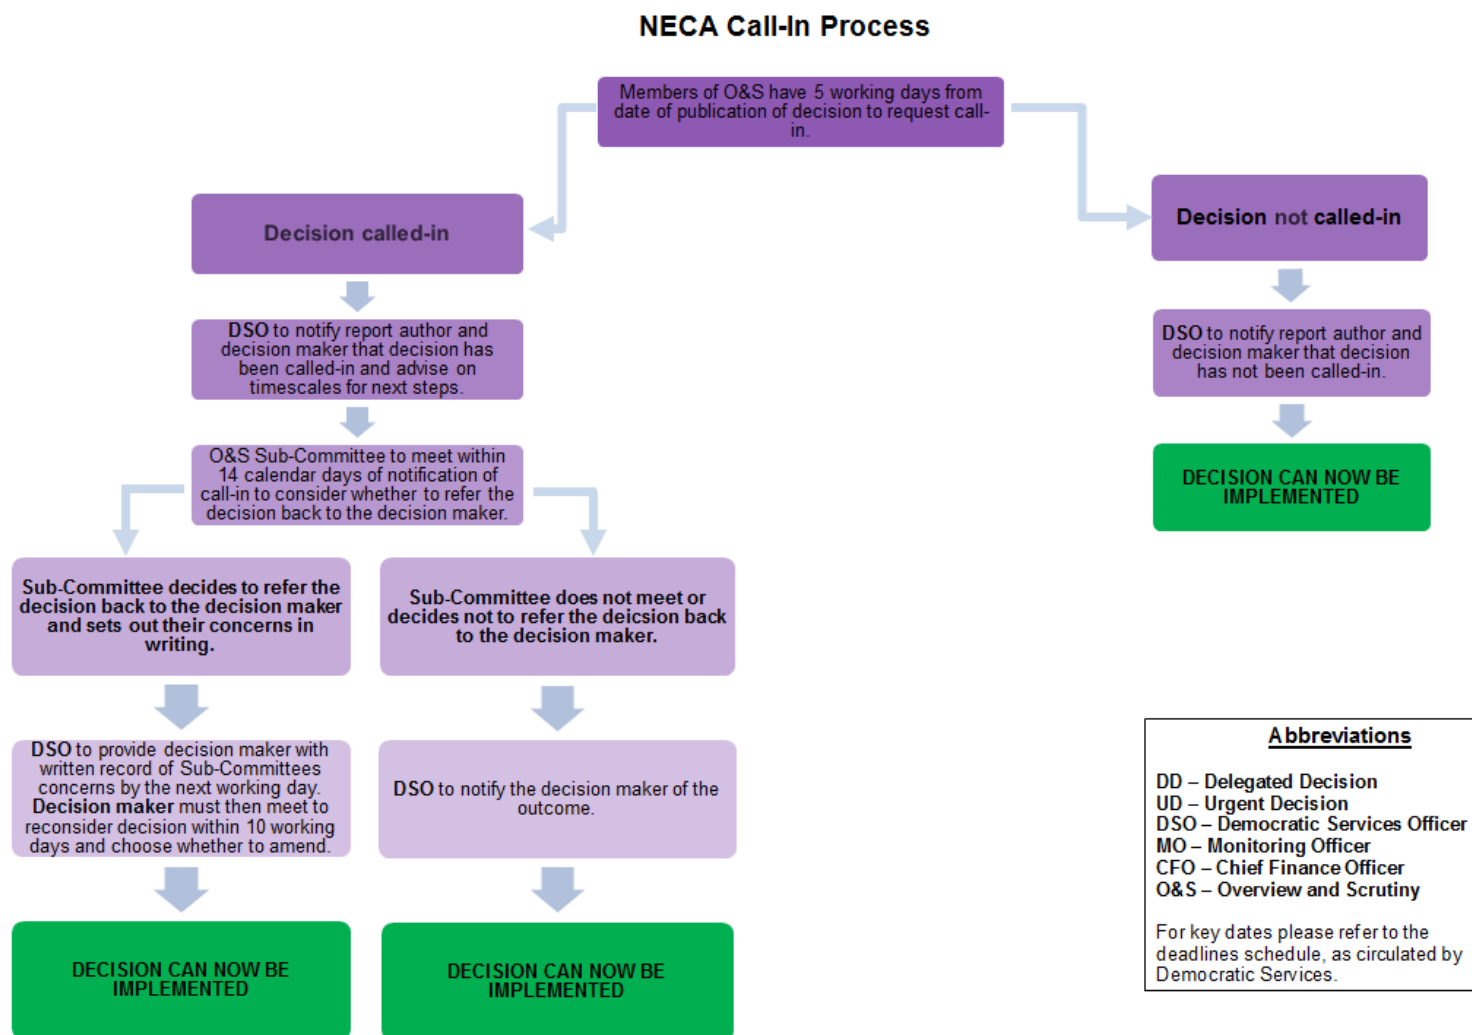 NECA Call-In Process
Members of O&S have 5 working days from
date of publication of decision to request call-
in.
Decision called-in
Decision not called-in
DSO to notify report author and
decision maker that decision has
been called-in and advise on
timescales for next steps.
DSO to notify report author and
decision maker that decision
has not been called-in.
O&S Sub-Committee to meet within
14 calendar days of notification of
call-in to consider whether to refer the
decision back to the decision maker.
DECISION CAN NOW BE
IMPLEMENTED
Sub-Committee decides to refer the
decision back to the decision maker
and sets out their concerns in
writing.
Sub-Committee does not meet or
decides not to refer the deicsion back
to the decision maker.
DSO to provide decision maker with
written record of Sub-Committees
concerns by the next working day.
Decision maker must then meet to
reconsider decision within 10 working
days and choose whether to amend.
DSO to notify the decision maker of the
outcome.
DECISION CAN NOW BE
IMPLEMENTED
DECISION CAN NOW BE
IMPLEMENTED
Abbreviations
DD – Delegated Decision
UD – Urgent Decision
DSO – Democratic Services Officer
MO – Monitoring Officer
CFO – Chief Finance Officer
O&S – Overview and Scrutiny
For key dates please refer to the
deadlines schedule, as circulated by
Democratic Services.